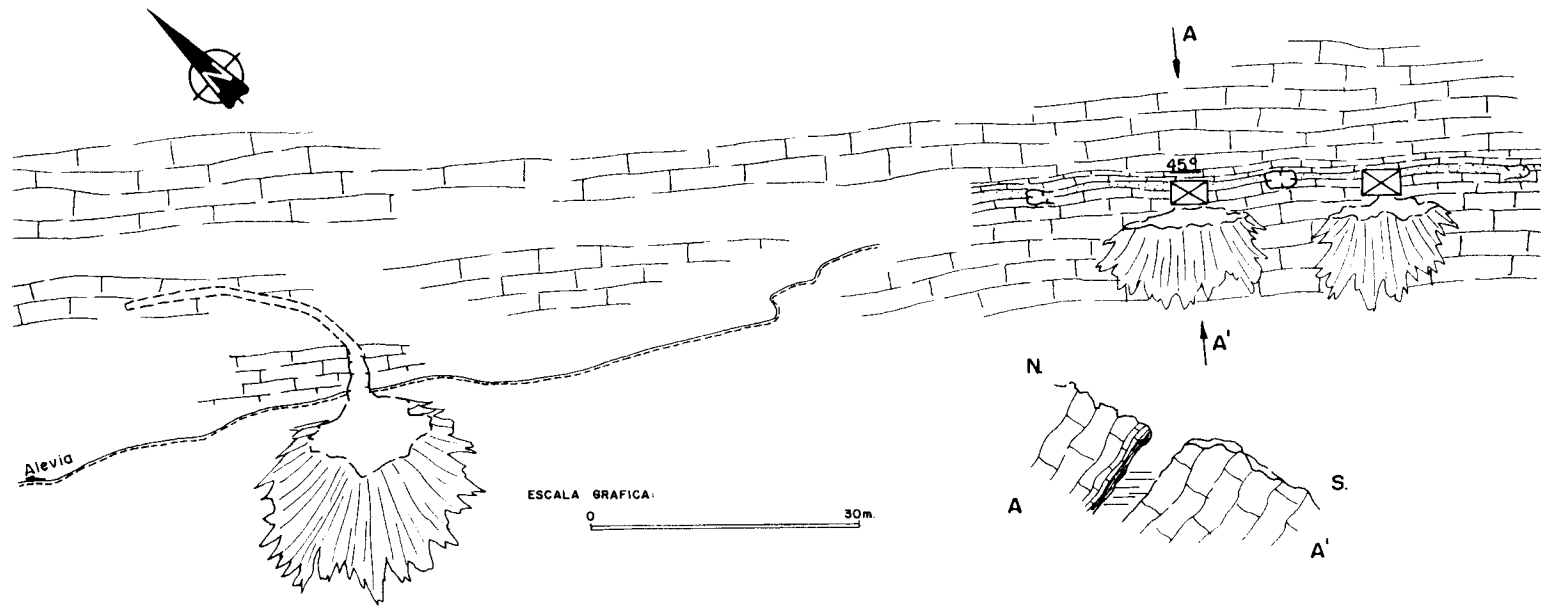 N
A
45º
A'
N.
Alevia
ESCALA GRAFICA:
0 30m.
S.
A
A'